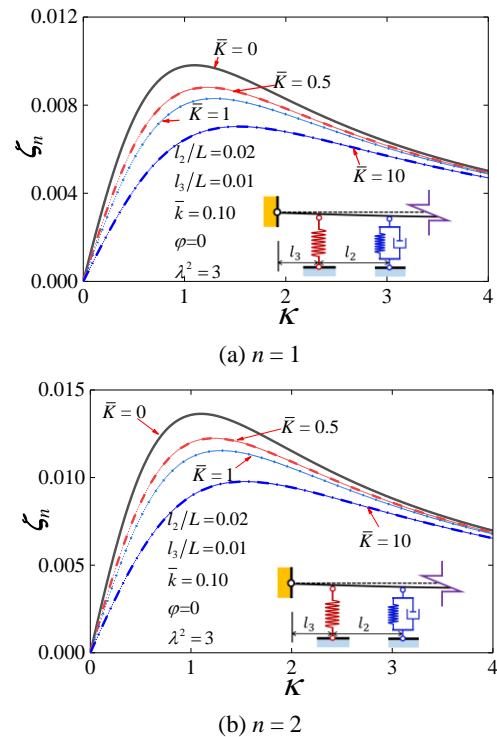 0.012
0.008
0.004
0.000
ζₙ
K̄ = 0
K̄ = 0.5
K̄ = 1
K̄ = 10
l₂/L = 0.02
l₃/L = 0.01
k̄ = 0.10
φ=0
λ² = 3
l₃ l₂
0 1 2 3 4
κ
(a) n = 1
0.015
0.010
0.005
0.000
ζₙ
K̄ = 0
K̄ = 0.5
K̄ = 1
K̄ = 10
l₂/L = 0.02
l₃/L = 0.01
k̄ = 0.10
φ=0
λ² = 3
l₃ l₂
0 1 2 3 4
κ
(b) n = 2